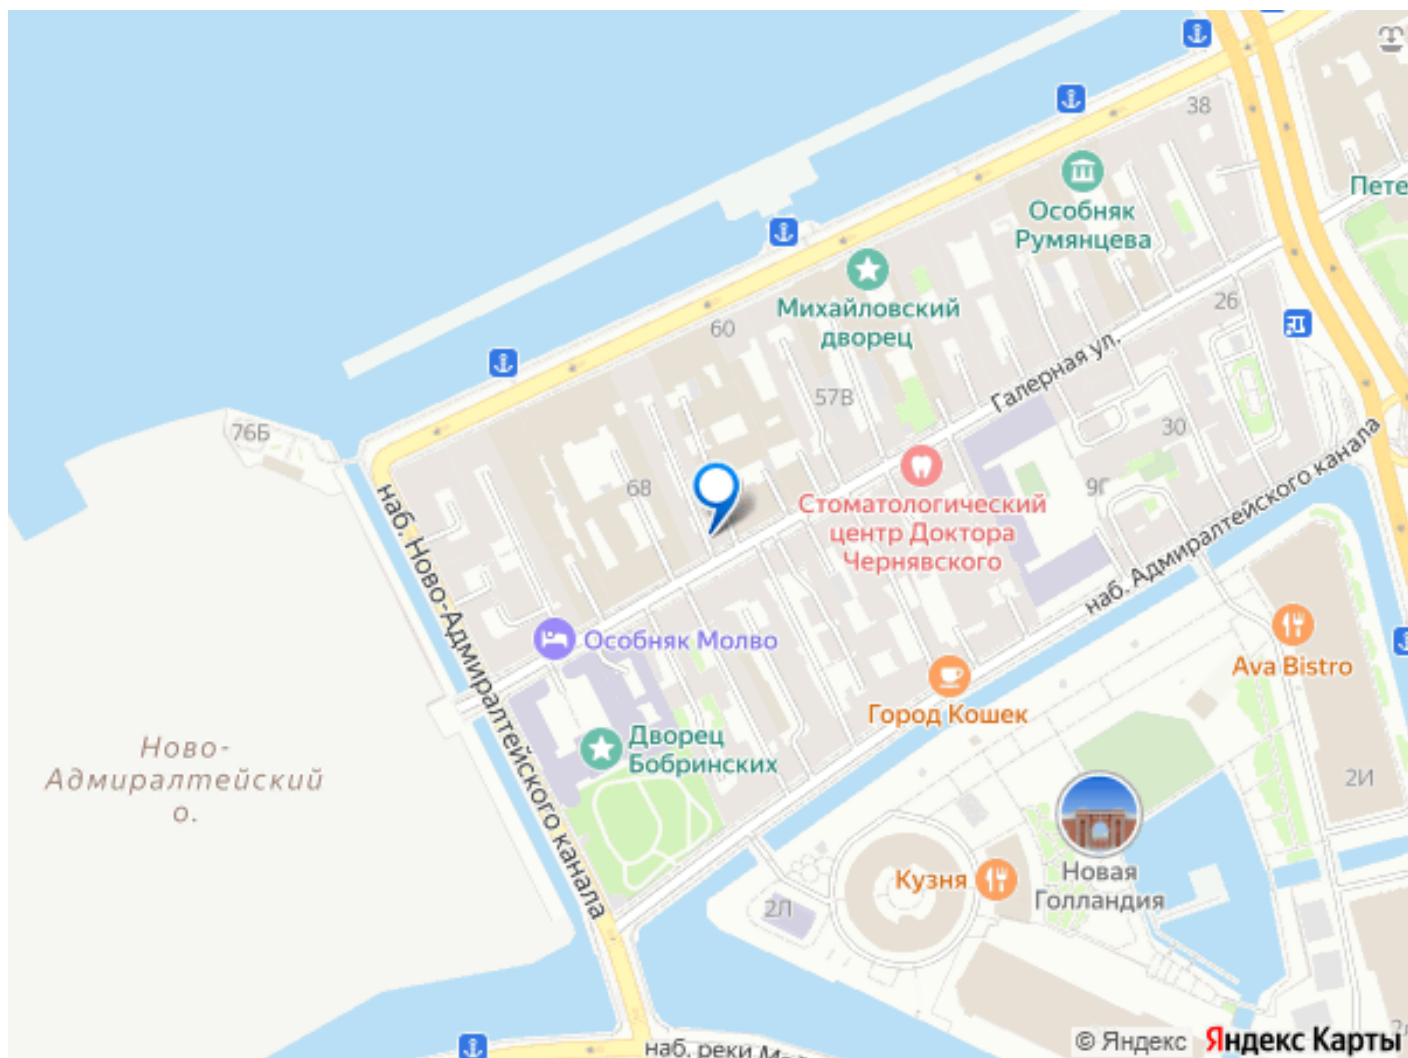 38
Особняк
Румянцева
Пете
Михайловский
дворец
26
60
Галерная ул.
57В
76Б
30
68
Стоматологический
центр Доктора
Чернявского
9Г
наб. Адмиралтейского канала
наб. Ново-Адмиралтейского канала
Особняк Молво
Ava Bistro
Город Кошек
Дворец
Бобринских
Ново-
Адмиралтейский
о.
2И
Кузня
Новая
Голландия
2Л
наб. реки
© Яндекс Яндекс Карты